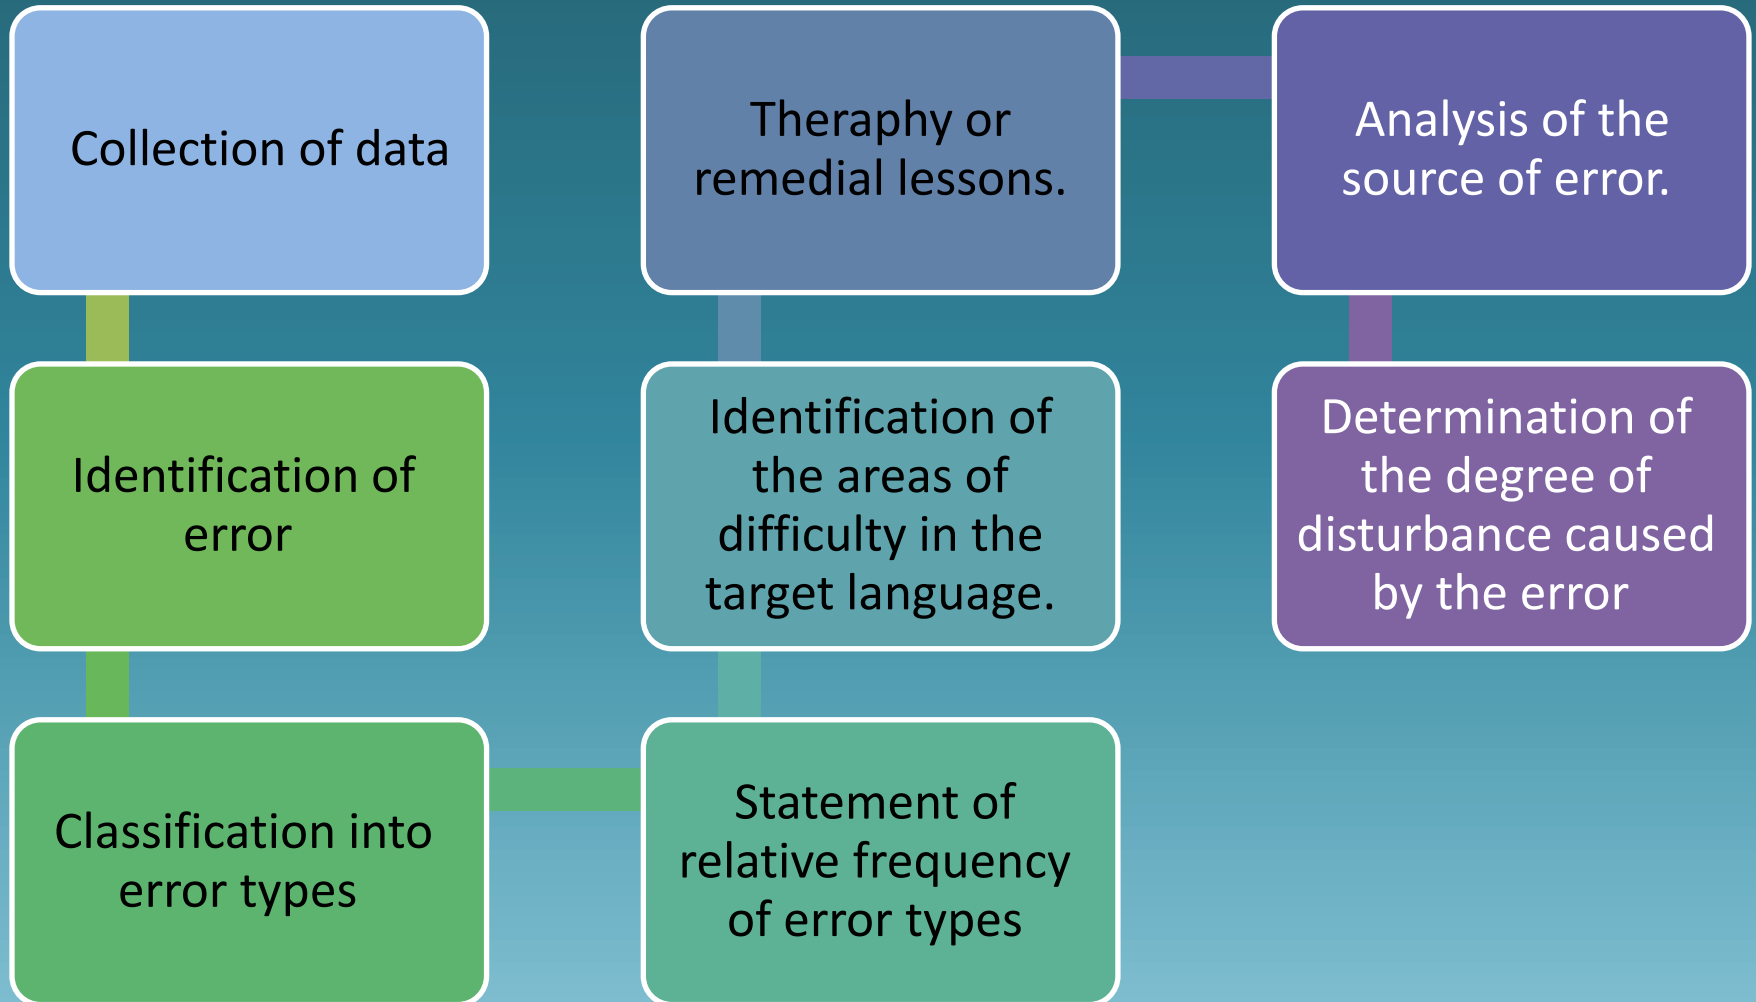 Collection of data
Identification of
error
Classification into
error types
Statement of
relative frequency
of error types
Identification of
the areas of
difficulty in the
target language.
Theraphy or
remedial lessons.
Analysis of the
source of error.
Determination of
the degree of
disturbance caused
by the error